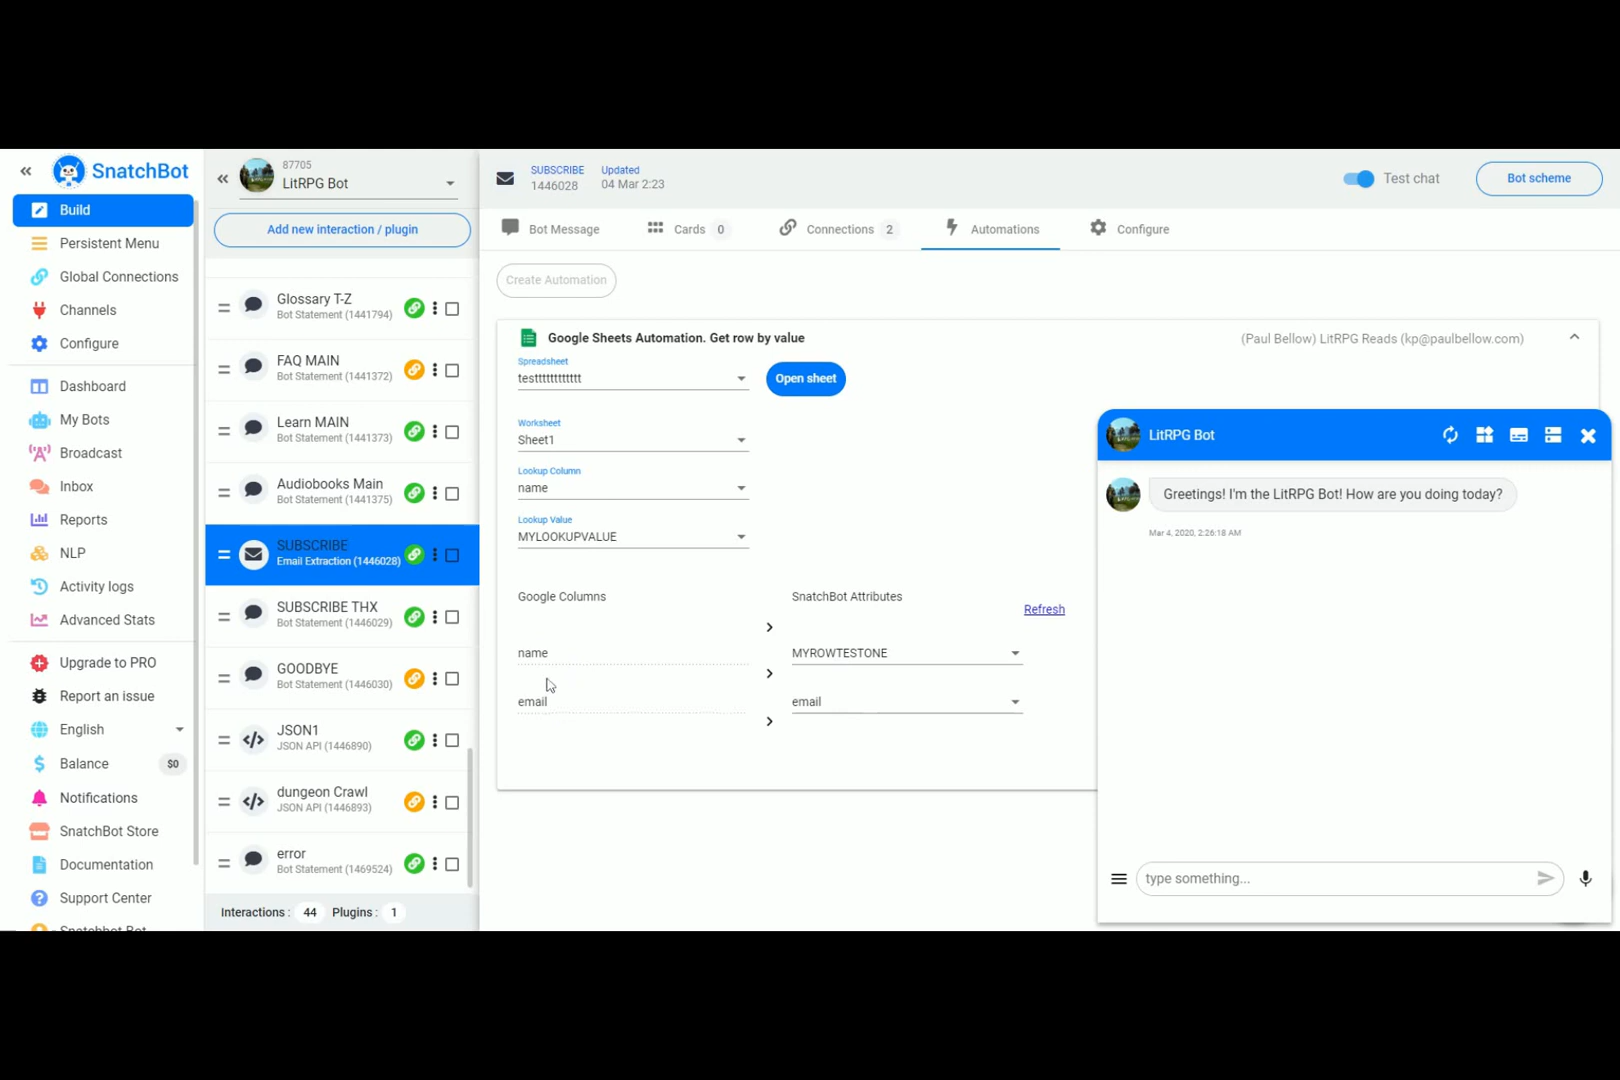 SnatchBot
Build
Persistent Menu
Global Connections
Channels
Configure
Dashboard
My Bots
Broadcast
Inbox
Reports
NLP
Activity logs
Advanced Stats
Upgrade to PRO
Report an issue
English
Balance $0
Notifications
SnatchBot Store
Documentation
Support Center
Snatchbot Bot
87705
LitRPG Bot
Add new interaction / plugin
Glossary T-Z
Bot Statement (1441794)
FAQ MAIN
Bot Statement (1441372)
Learn MAIN
Bot Statement (1441373)
Audiobooks Main
Bot Statement (1441375)
SUBSCRIBE
Email Extraction (1446028)
SUBSCRIBE THX
Bot Statement (1446029)
GOODBYE
Bot Statement (1446030)
JSON1
JSON API (1446890)
dungeon Crawl
JSON API (1446893)
error
Bot Statement (1469524)
Interactions : 44 Plugins : 1
SUBSCRIBE Updated
1446028 04 Mar 2:23
Test chat
Bot scheme
Bot Message
Cards 0
Connections 2
Automations
Configure
Create Automation
Google Sheets Automation. Get row by value
(Paul Bellow) LitRPG Reads (kp@paulbellow.com)
Spreadsheet
testttttttttttt
Open sheet
Worksheet
Sheet1
Lookup Column
name
Lookup Value
MYLOOKUPVALUE
Google Columns SnatchBot Attributes
Refresh
name MYROWTESTONE
email email
LitRPG Bot
Greetings! I'm the LitRPG Bot! How are you doing today?
Mar 4, 2020, 2:26:18 AM
type something...